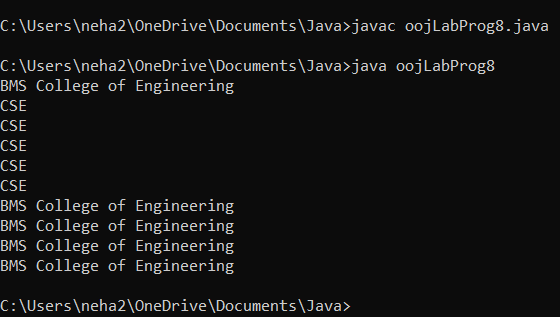 C:\Users\neha2\OneDrive\Documents\Java>javac oojLabProg8.java
C:\Users\neha2\OneDrive\Documents\Java>java oojLabProg8
BMS College of Engineering
CSE
CSE
CSE
CSE
CSE
BMS College of Engineering
BMS College of Engineering
BMS College of Engineering
BMS College of Engineering
C:\Users\neha2\OneDrive\Documents\Java>